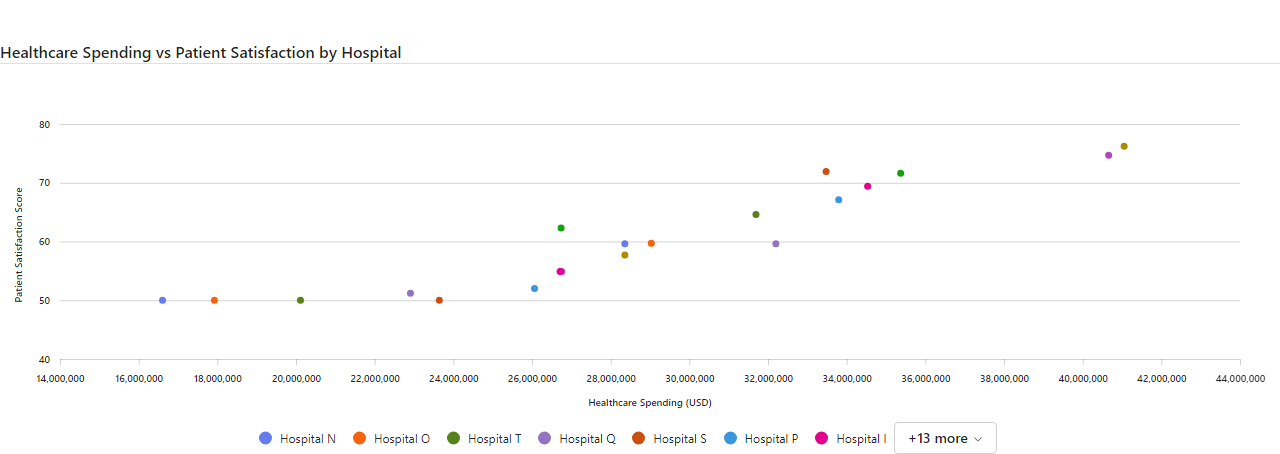 Healthcare Spending vs Patient Satisfaction by Hospital
80
70
60
50
40
Patient Satisfaction Score
14,000,000 16,000,000 18,000,000 20,000,000 22,000,000 24,000,000 26,000,000 28,000,000 30,000,000 32,000,000 34,000,000 36,000,000 38,000,000 40,000,000 42,000,000 44,000,000
Healthcare Spending (USD)
Hospital N Hospital O Hospital T Hospital Q Hospital S Hospital P Hospital +13 more